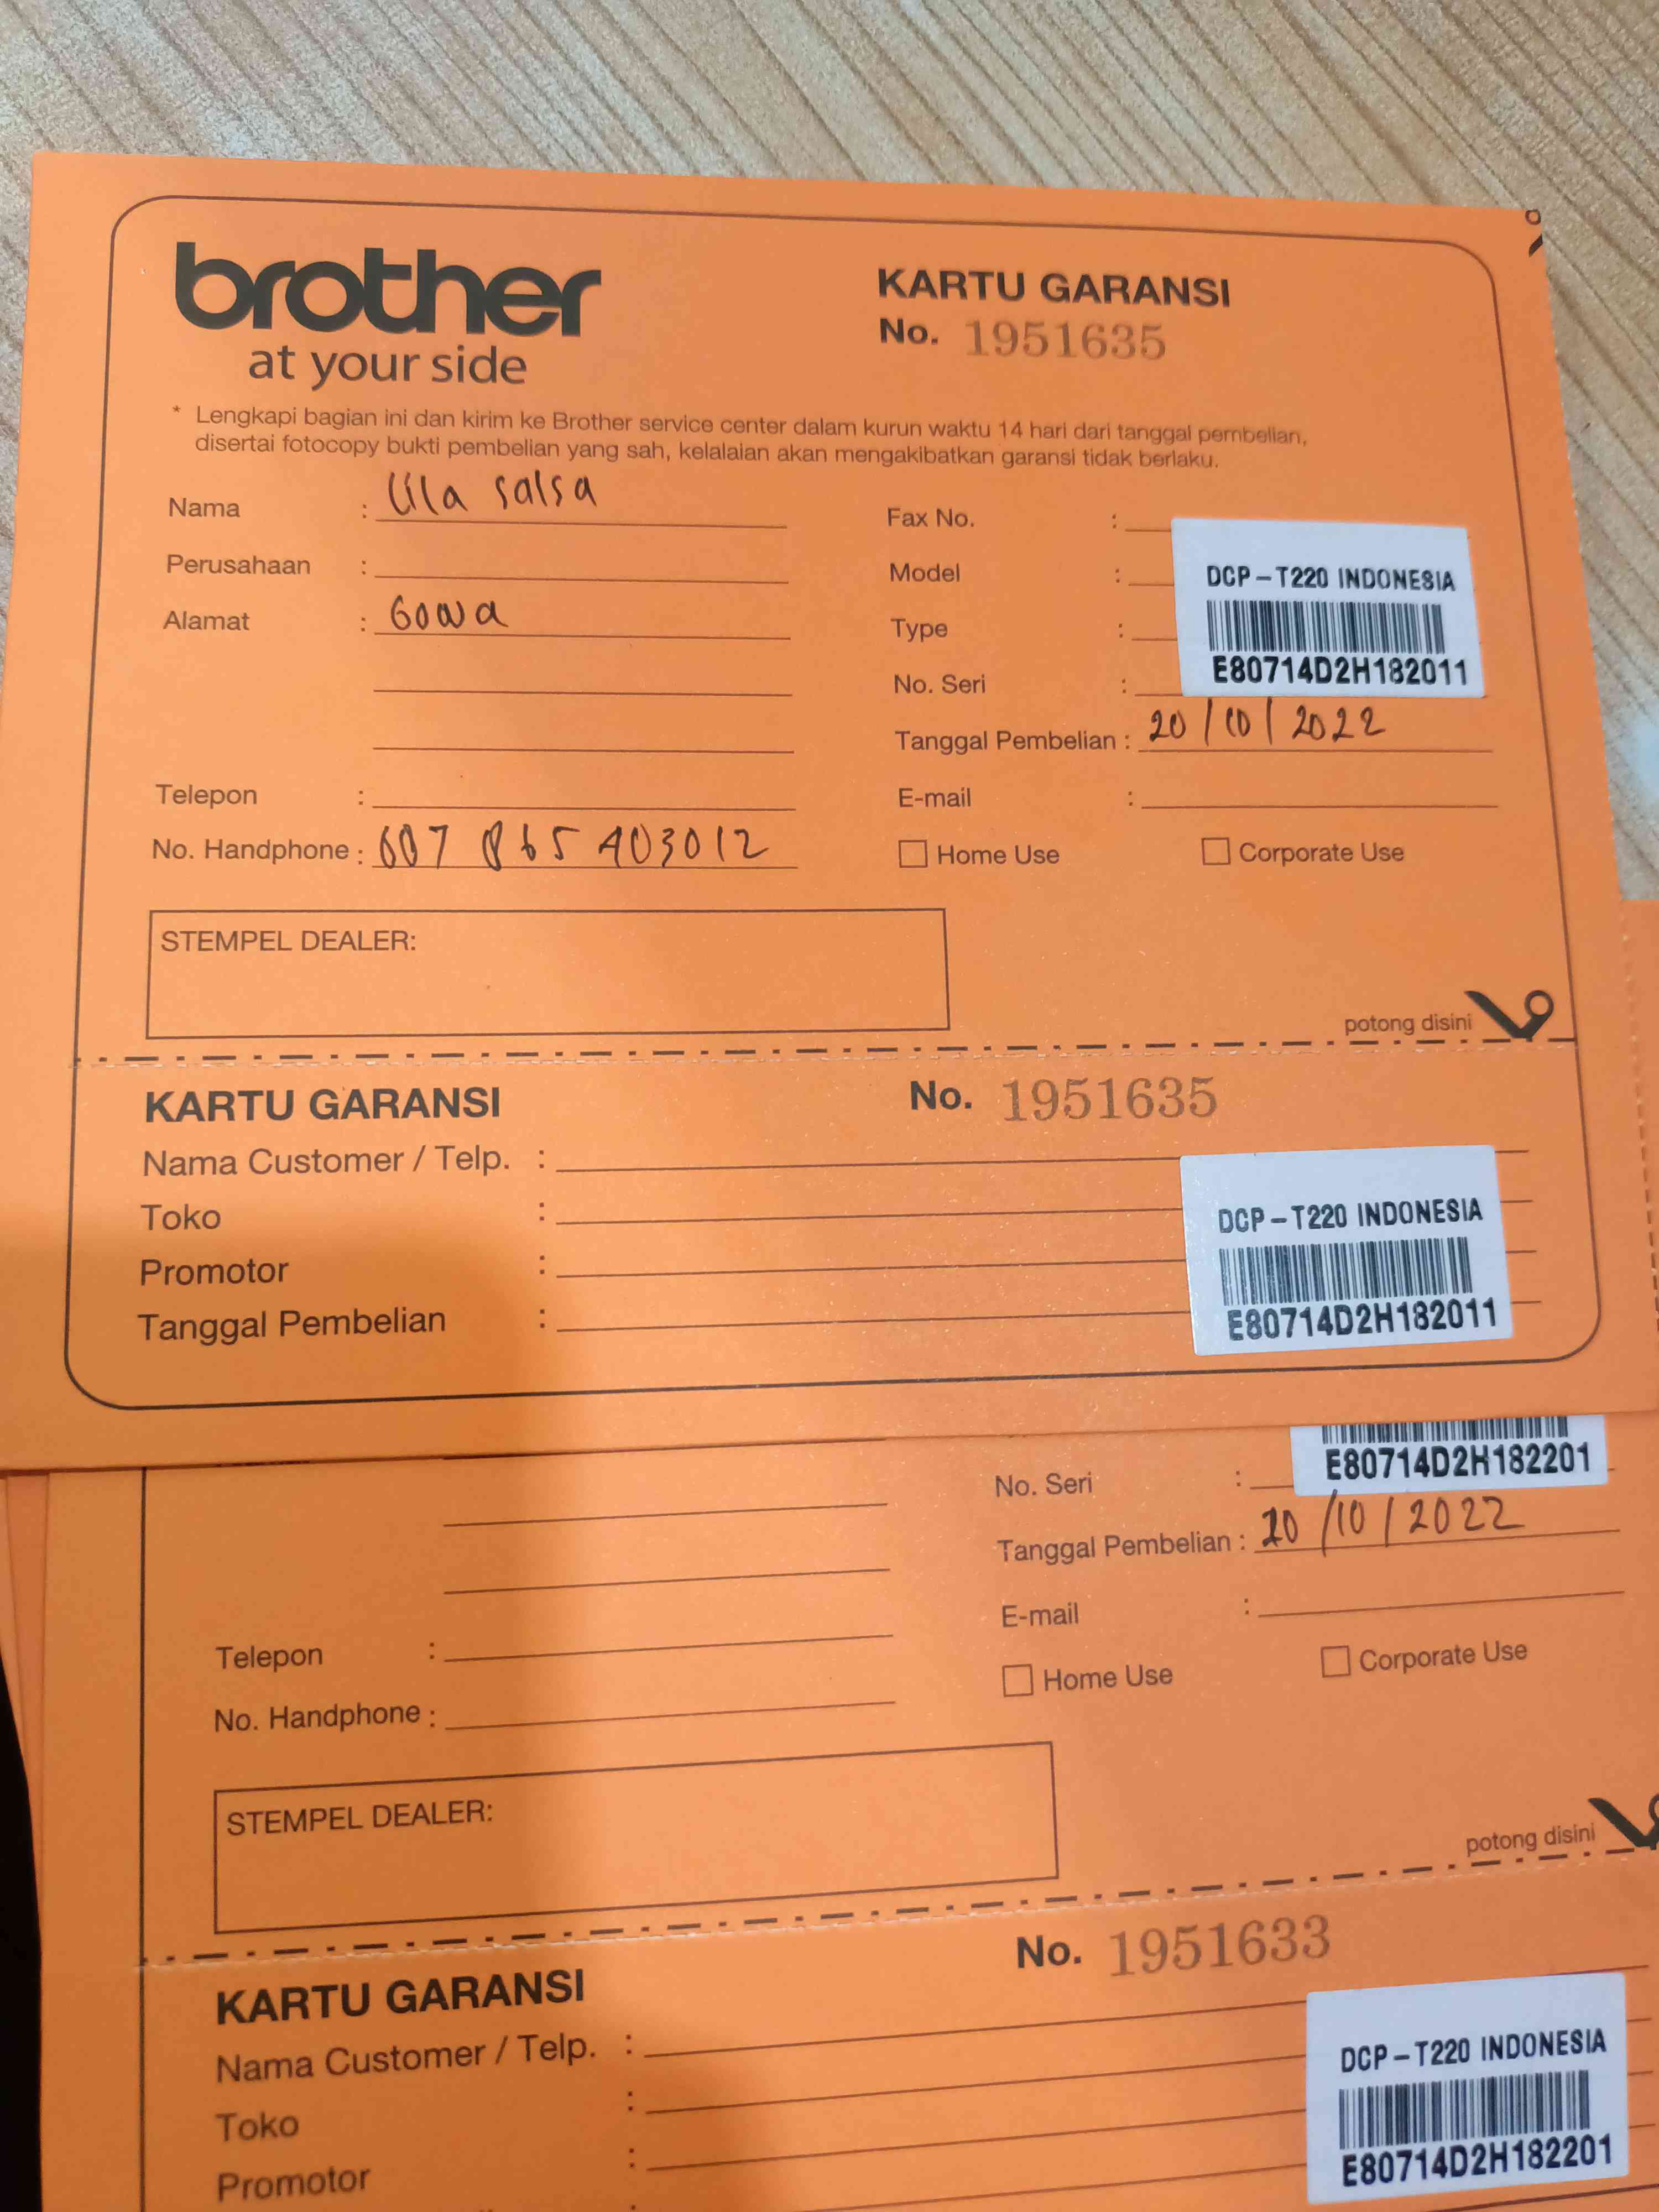 brother
at your side
KARTU GARANSI
No. 1951635
* Lengkapi bagian ini dan kirim ke Brother service center dalam kurun waktu 14 hari dari tanggal pembelian,
disertai fotocopy bukti pembelian yang sah, kelalaian akan mengakibatkan garansi tidak berlaku.
Nama : Lila salsa
Perusahaan :
Alamat : Gowa
Telepon :
No. Handphone :
Fax No. :
Model :
Type :
No. Seri :
DCP-T220 INDONESIA
E80714D2H182011
Tanggal Pembelian : 20/10/2022
E-mail :
Home Use
Corporate Use
STEMPEL DEALER:
potong disini
KARTU GARANSI
No. 1951635
Nama Customer / Telp. :
Toko :
Promotor :
Tanggal Pembelian :
DCP-T220 INDONESIA
E80714D2H182011
E80714D2H182201
No. Seri :
Tanggal Pembelian : 20/10/2022
E-mail :
Telepon :
Home Use
Corporate Use
No. Handphone :
STEMPEL DEALER:
potong disini
KARTU GARANSI
No. 1951633
Nama Customer / Telp. :
Toko :
Promotor :
DCP-T220 INDONESIA
E80714D2H182201